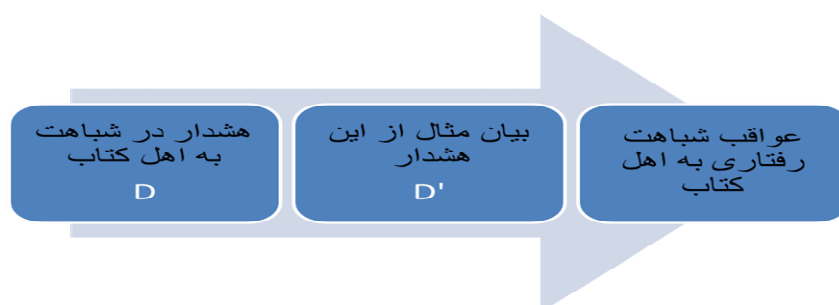 هشدار در شباهت
به اهل کتاب
D
بیان مثال از این
هشدار
D'
عواقب شباهت
رفتاری به اهل
کتاب